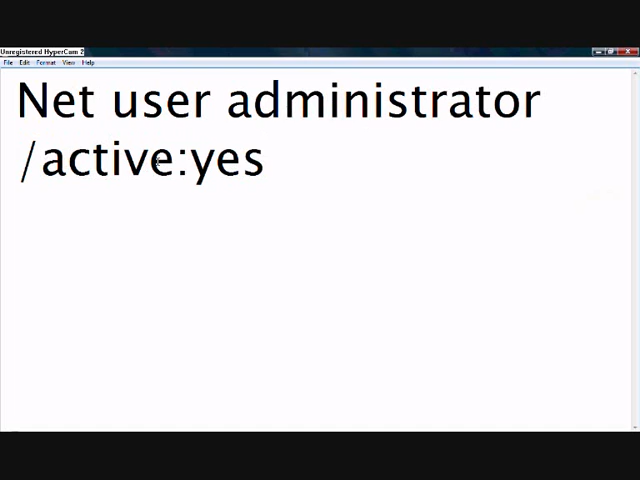 Unregistered HyperCam 2
File Edit Format View Help
Net user administrator
/active:yes